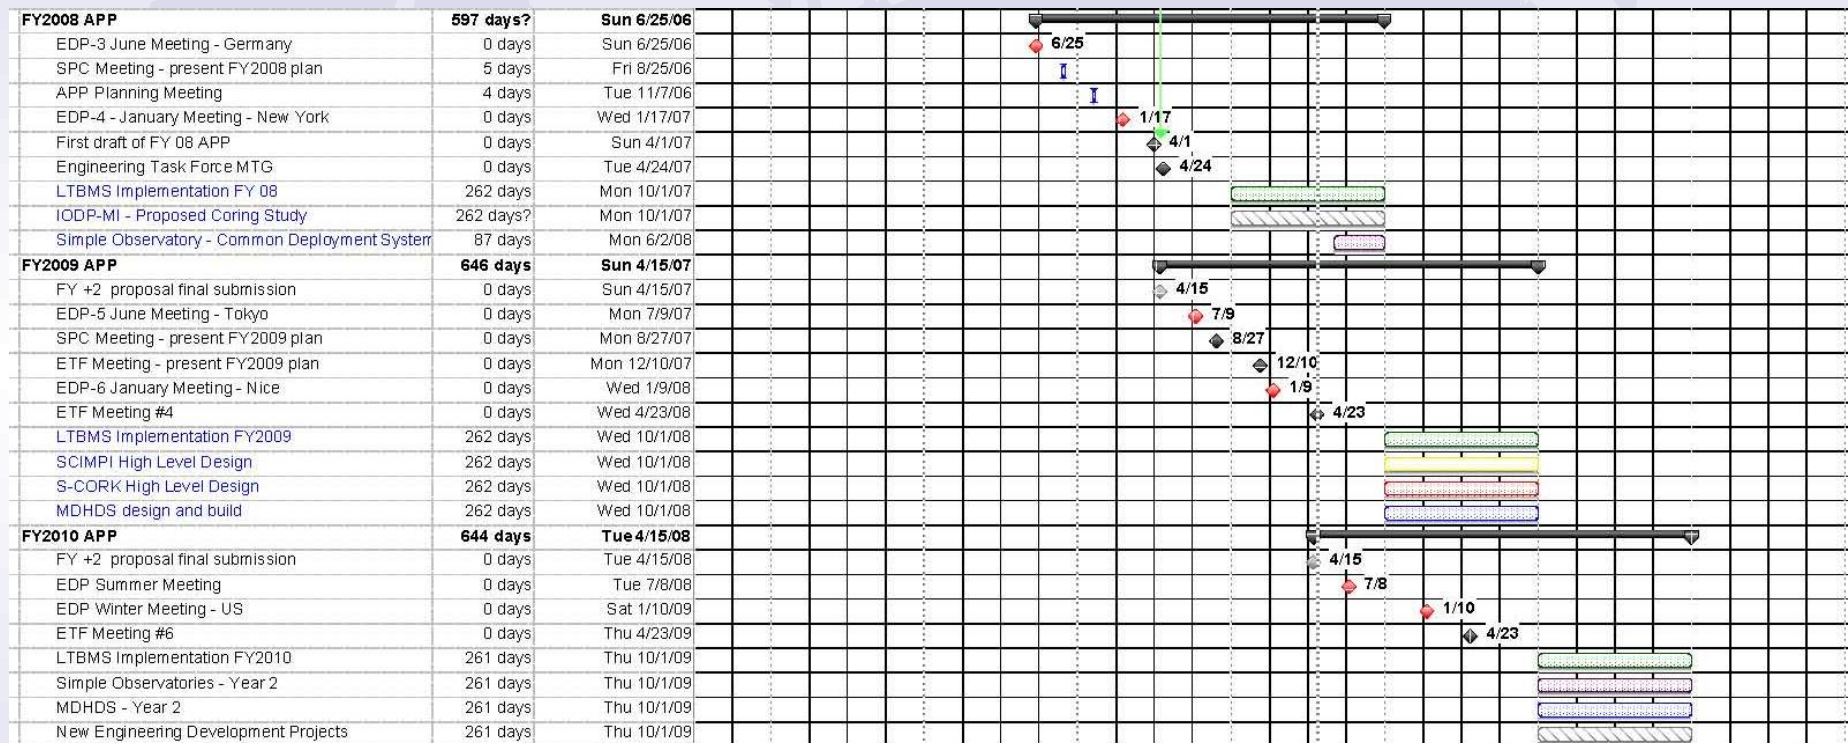 FY2008 APP 597 days? Sun 6/25/06
EDP-3 June Meeting - Germany 0 days Sun 6/25/06 6/25
SPC Meeting - present FY2008 plan 5 days Fri 8/25/06
APP Planning Meeting 4 days Tue 11/7/06
EDP-4 - January Meeting - New York 0 days Wed 1/17/07 1/17
First draft of FY 08 APP 0 days Sun 4/1/07 4/1
Engineering Task Force MTG 0 days Tue 4/24/07 4/24
LTBMS Implementation FY 08 262 days Mon 10/1/07
IODP-MI - Proposed Coring Study 262 days? Mon 10/1/07
Simple Observatory - Common Deployment System 87 days Mon 6/2/08
FY2009 APP 646 days Sun 4/15/07
FY +2 proposal final submission 0 days Sun 4/15/07 4/15
EDP-5 June Meeting - Tokyo 0 days Mon 7/9/07 7/9
SPC Meeting - present FY2009 plan 0 days Mon 8/27/07 8/27
ETF Meeting - present FY2009 plan 0 days Mon 12/10/07 12/10
EDP-6 January Meeting - Nice 0 days Wed 1/9/08 1/9
ETF Meeting #4 0 days Wed 4/23/08 4/23
LTBMS Implementation FY2009 262 days Wed 10/1/08
SCIMPI High Level Design 262 days Wed 10/1/08
S-CORK High Level Design 262 days Wed 10/1/08
MDHDS design and build 262 days Wed 10/1/08
FY2010 APP 644 days Tue 4/15/08
FY +2 proposal final submission 0 days Tue 4/15/08 4/15
EDP Summer Meeting 0 days Tue 7/8/08 7/8
EDP Winter Meeting - US 0 days Sat 1/10/09 1/10
ETF Meeting #6 0 days Thu 4/23/09 4/23
LTBMS Implementation FY2010 261 days Thu 10/1/09
Simple Observatories - Year 2 261 days Thu 10/1/09
MDHDS - Year 2 261 days Thu 10/1/09
New Engineering Development Projects 261 days Thu 10/1/09